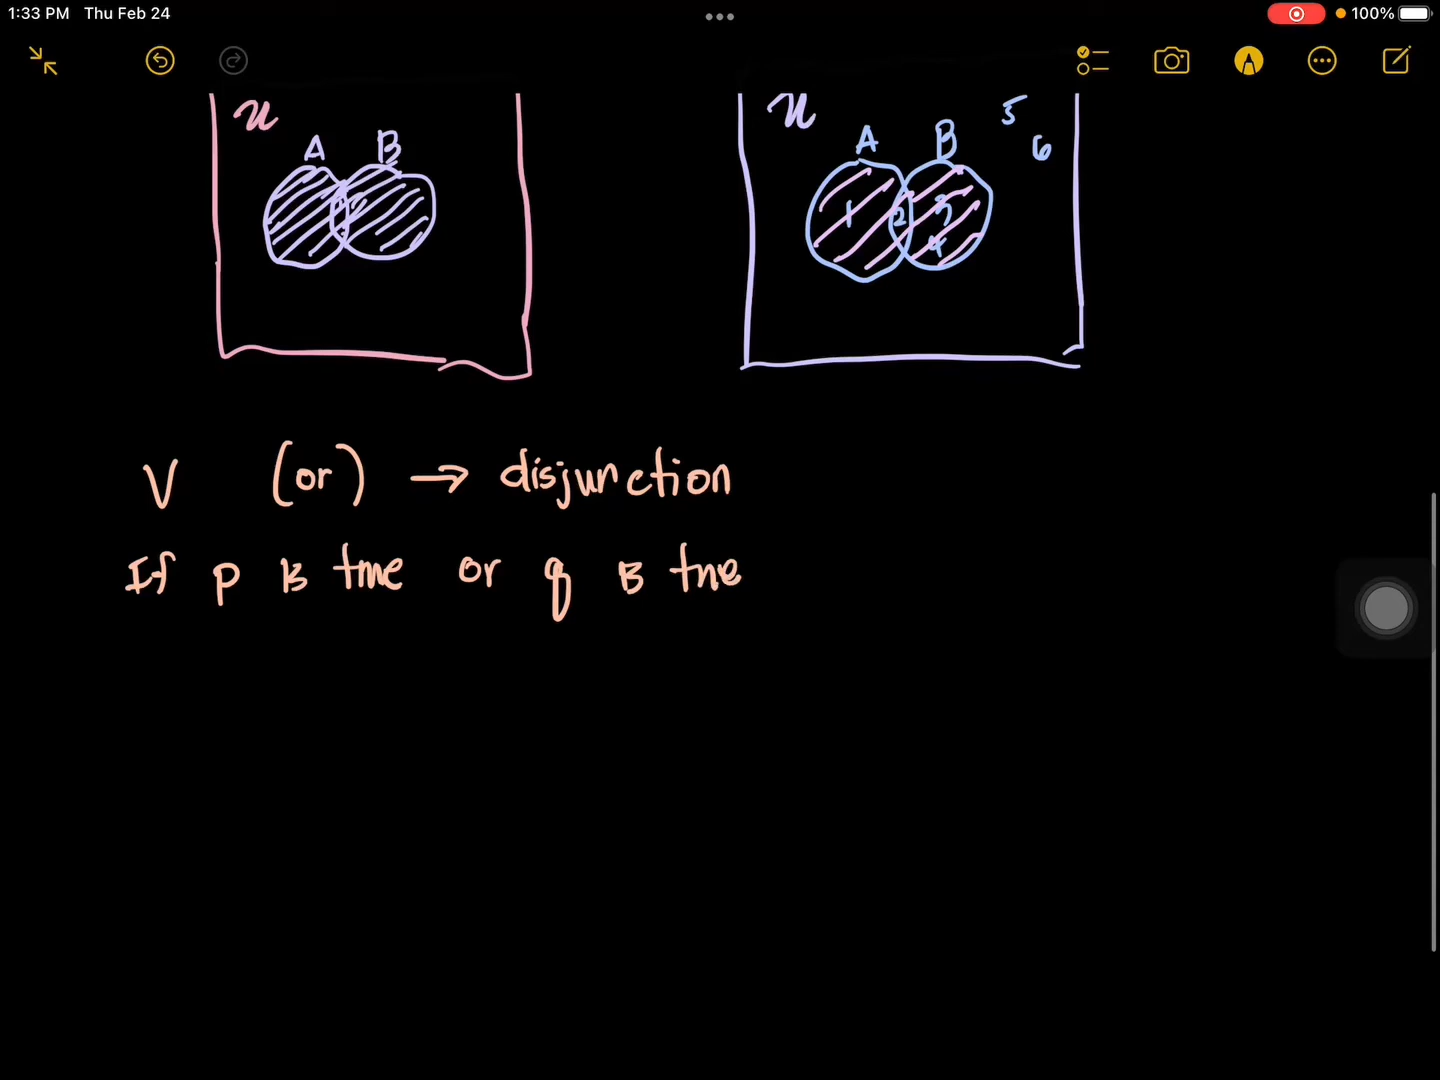 1:33 PM Thu Feb 24
100%
U
A B
U
A B
5
6
1 2 3
4
V (or) → disjunction
If p is true or q is true